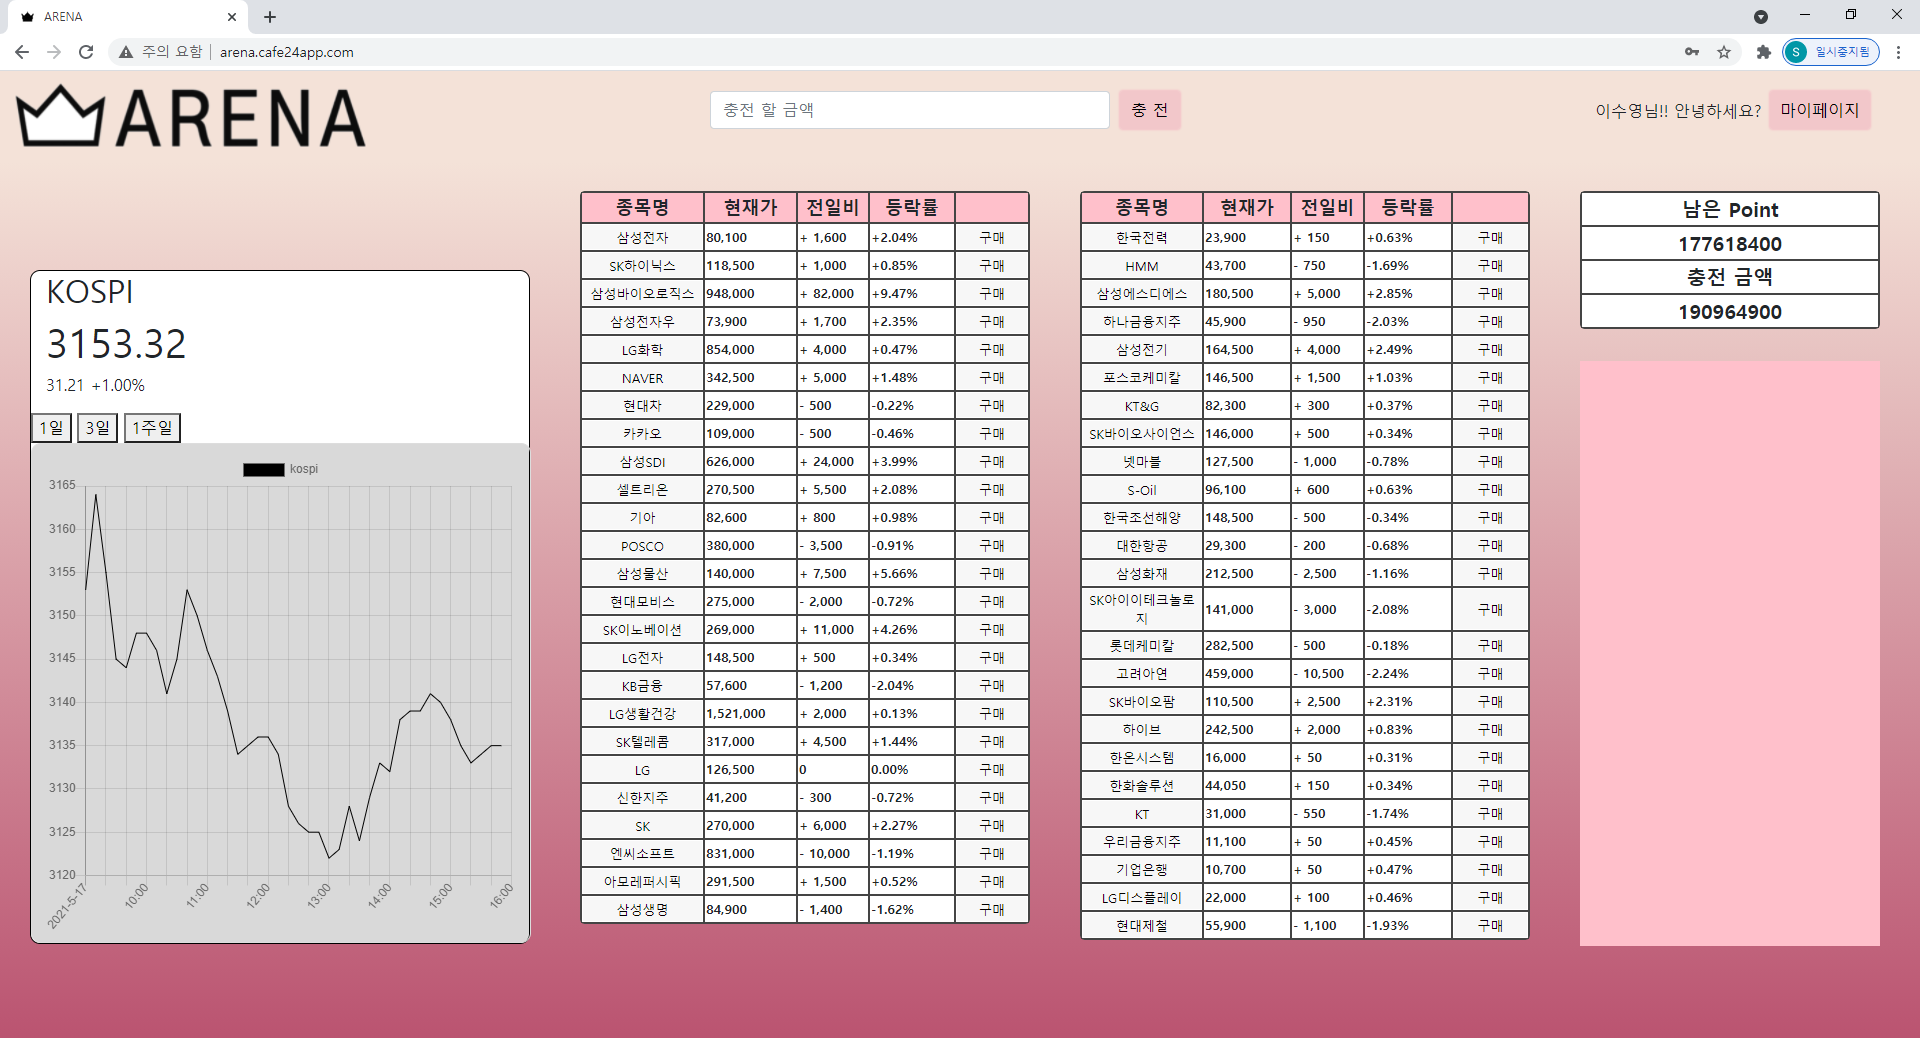 ARENA
주의 요함 arena.cafe24app.com
S 일시중지됨
ARENA
충전 할 금액
충 전
이수영님!! 안녕하세요?
마이페이지
KOSPI
3153.32
31.21 +1.00%
1일 3일 1주일
kospi
3165
3160
3155
3150
3145
3140
3135
3130
3125
3120
2021-5-17 10:00 11:00 12:00 13:00 14:00 15:00 16:00
종목명 현재가 전일비 등락률
삼성전자 80,100 + 1,600 +2.04% 구매
SK하이닉스 118,500 + 1,000 +0.85% 구매
삼성바이오로직스 948,000 + 82,000 +9.47% 구매
삼성전자우 73,900 + 1,700 +2.35% 구매
LG화학 854,000 + 4,000 +0.47% 구매
NAVER 342,500 + 5,000 +1.48% 구매
현대차 229,000 - 500 -0.22% 구매
카카오 109,000 - 500 -0.46% 구매
삼성SDI 626,000 + 24,000 +3.99% 구매
셀트리온 270,500 + 5,500 +2.08% 구매
기아 82,600 + 800 +0.98% 구매
POSCO 380,000 - 3,500 -0.91% 구매
삼성물산 140,000 + 7,500 +5.66% 구매
현대모비스 275,000 - 2,000 -0.72% 구매
SK이노베이션 269,000 + 11,000 +4.26% 구매
LG전자 148,500 + 500 +0.34% 구매
KB금융 57,600 - 1,200 -2.04% 구매
LG생활건강 1,521,000 + 2,000 +0.13% 구매
SK텔레콤 317,000 + 4,500 +1.44% 구매
LG 126,500 0 0.00% 구매
신한지주 41,200 - 300 -0.72% 구매
SK 270,000 + 6,000 +2.27% 구매
엔씨소프트 831,000 - 10,000 -1.19% 구매
아모레퍼시픽 291,500 + 1,500 +0.52% 구매
삼성생명 84,900 - 1,400 -1.62% 구매
종목명 현재가 전일비 등락률
한국전력 23,900 + 150 +0.63% 구매
HMM 43,700 - 750 -1.69% 구매
삼성에스디에스 180,500 + 5,000 +2.85% 구매
하나금융지주 45,900 - 950 -2.03% 구매
삼성전기 164,500 + 4,000 +2.49% 구매
포스코케미칼 146,500 + 1,500 +1.03% 구매
KT&G 82,300 + 300 +0.37% 구매
SK바이오사이언스 146,000 + 500 +0.34% 구매
넷마블 127,500 - 1,000 -0.78% 구매
S-Oil 96,100 + 600 +0.63% 구매
한국조선해양 148,500 - 500 -0.34% 구매
대한항공 29,300 - 200 -0.68% 구매
삼성화재 212,500 - 2,500 -1.16% 구매
SK아이이테크놀로
지 141,000 - 3,000 -2.08% 구매
롯데케미칼 282,500 - 500 -0.18% 구매
고려아연 459,000 - 10,500 -2.24% 구매
SK바이오팜 110,500 + 2,500 +2.31% 구매
하이브 242,500 + 2,000 +0.83% 구매
한온시스템 16,000 + 50 +0.31% 구매
한화솔루션 44,050 + 150 +0.34% 구매
KT 31,000 - 550 -1.74% 구매
우리금융지주 11,100 + 50 +0.45% 구매
기업은행 10,700 + 50 +0.47% 구매
LG디스플레이 22,000 + 100 +0.46% 구매
현대제철 55,900 - 1,100 -1.93% 구매
남은 Point
177618400
충전 금액
190964900